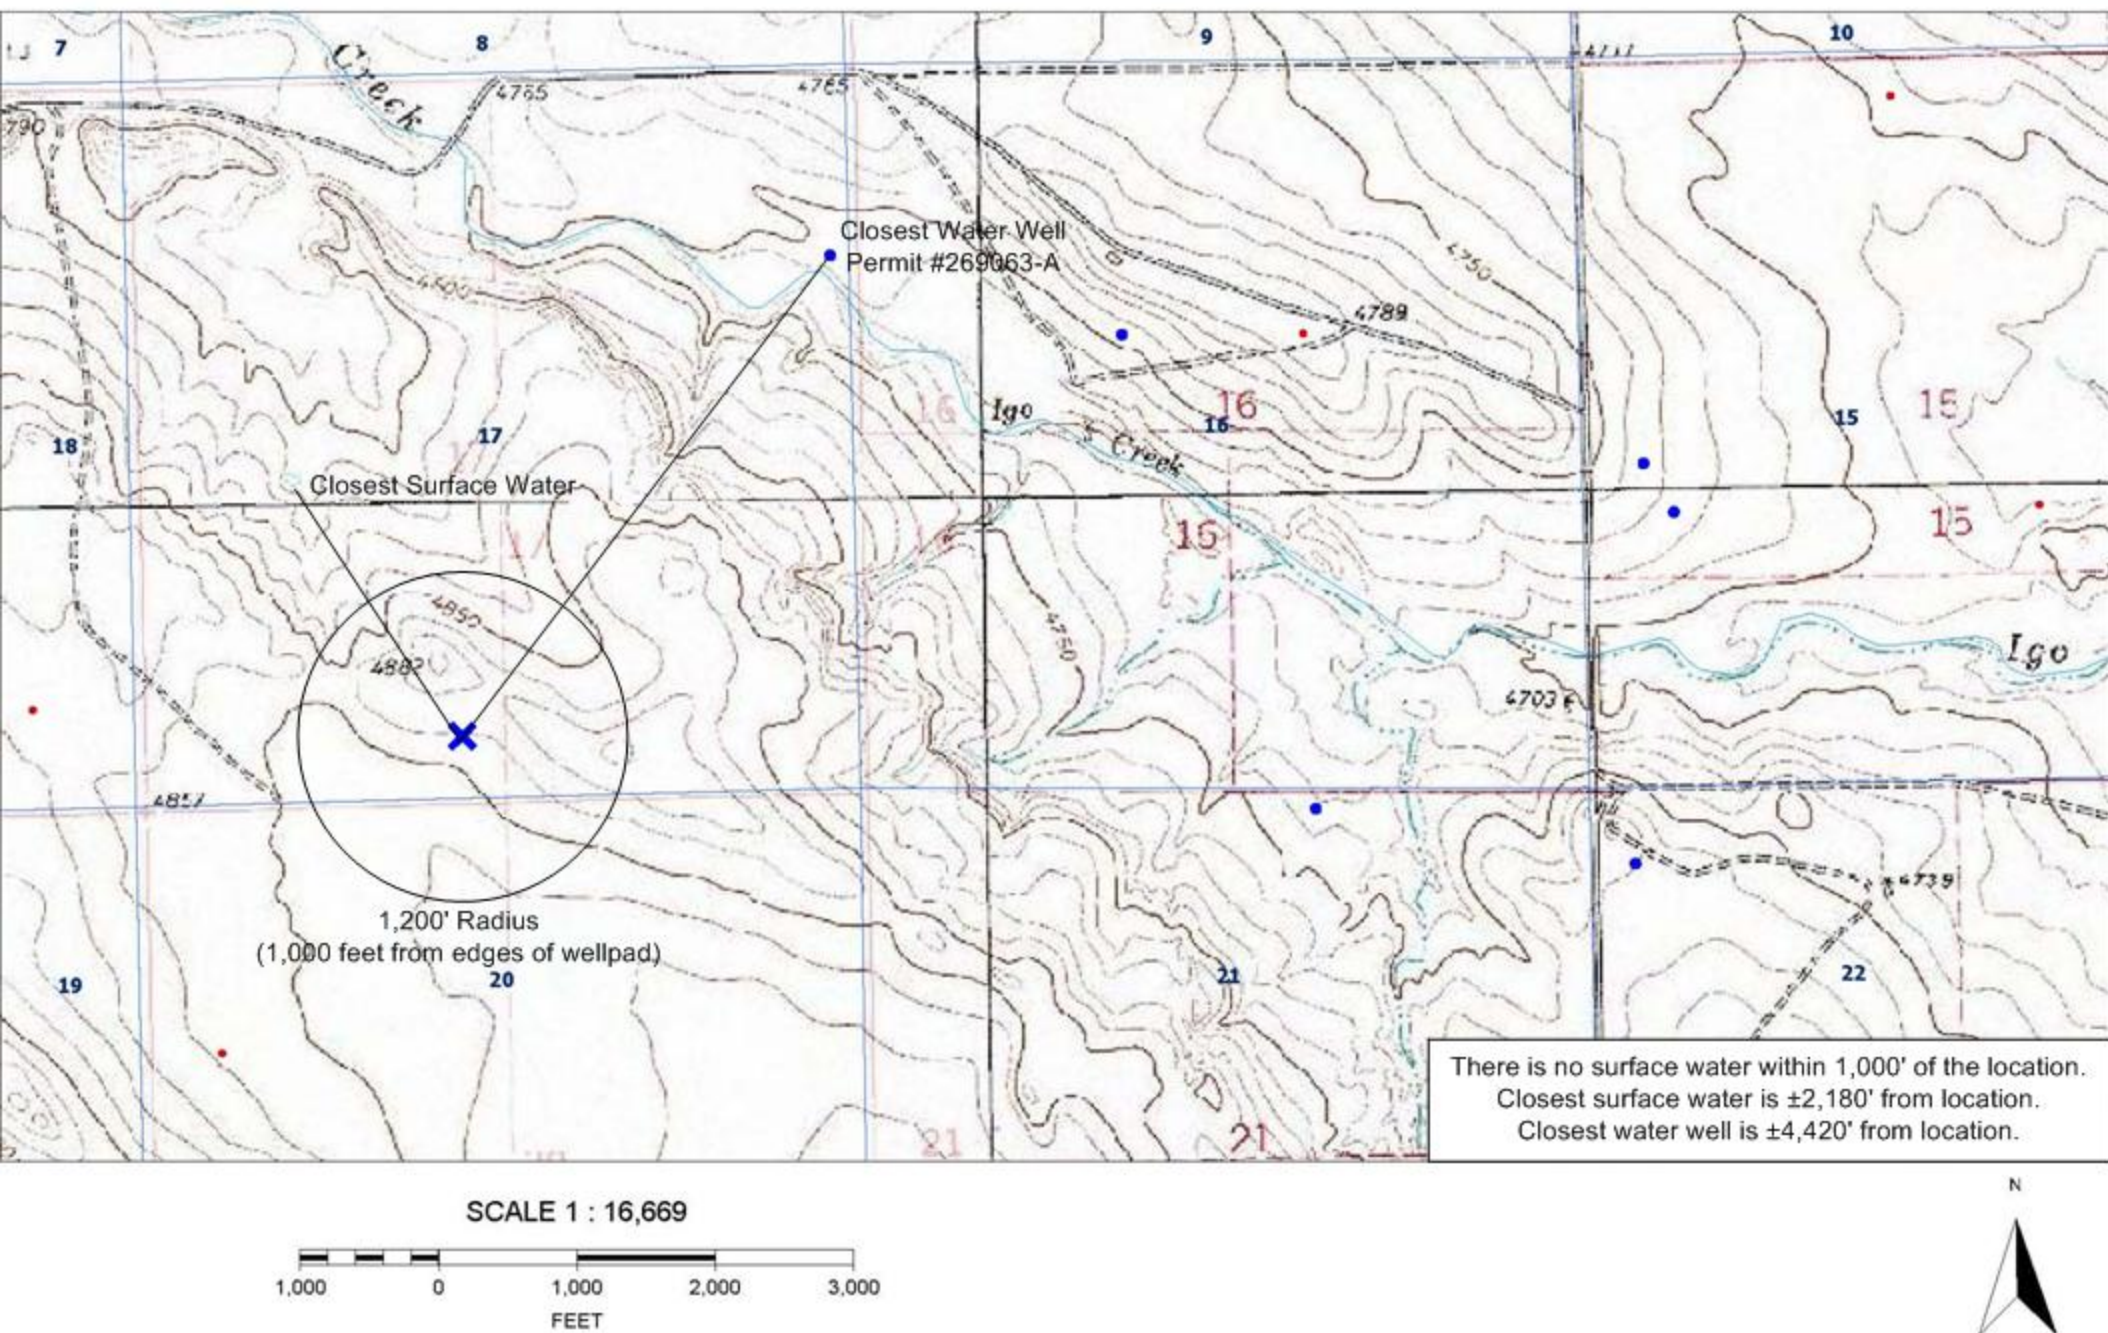 7
8
9
10
Creek
4765
4765
4717
790
Closest Water Well
Permit #269063-A
4750
4789
4800
18
17
16
16
16
Igo
Creek
15
15
Closest Surface Water
17
16
15
4850
4750
4882
4703
Igo
4857
1,200' Radius
(1,000 feet from edges of wellpad)
4739
19
20
21
22
21
21
There is no surface water within 1,000' of the location.
Closest surface water is ±2,180' from location.
Closest water well is ±4,420' from location.
N
SCALE 1 : 16,669
1,000 0 1,000 2,000 3,000
FEET